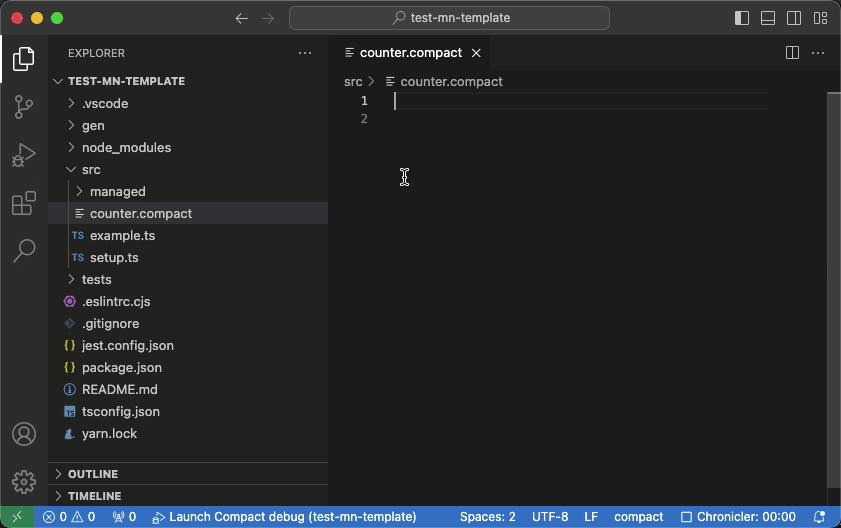 test-mn-template
EXPLORER
TEST-MN-TEMPLATE
.vscode
gen
node_modules
src
managed
counter.compact
TS example.ts
TS setup.ts
tests
.eslintrc.cjs
.gitignore
{} jest.config.json
{} package.json
README.md
TS tsconfig.json
yarn.lock
OUTLINE
TIMELINE
counter.compact
src > counter.compact
1
2
0 0 0 Launch Compact debug (test-mn-template) Spaces: 2 UTF-8 LF compact Chronicler: 00:00